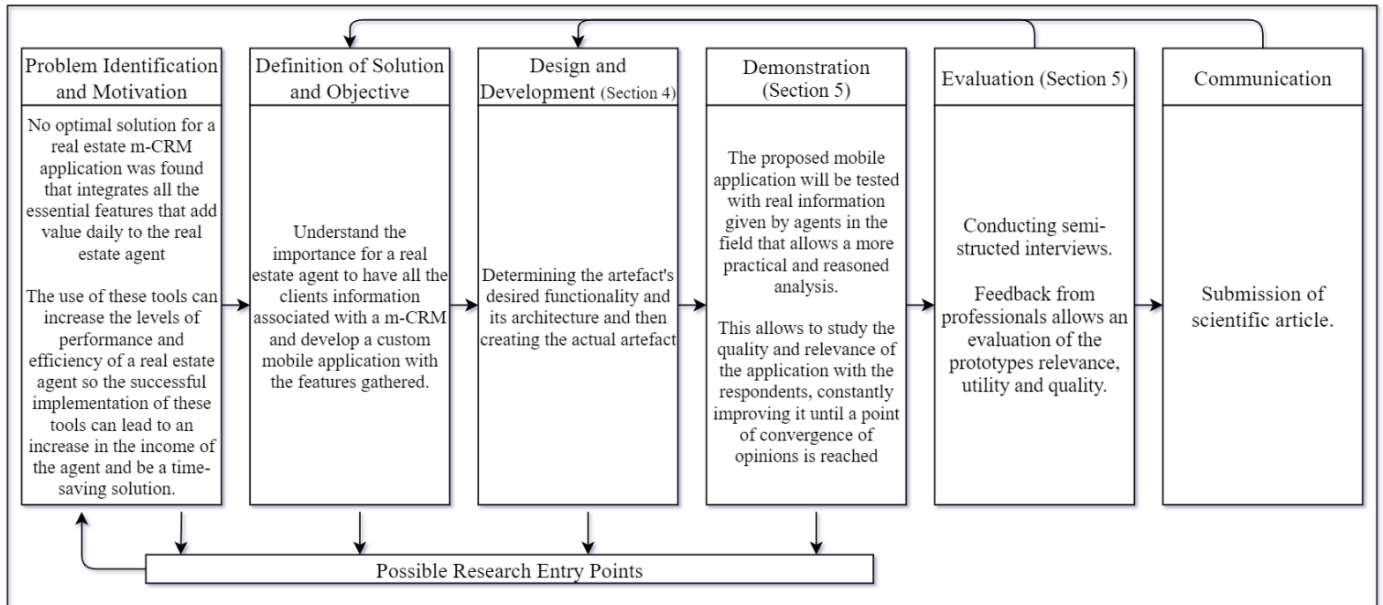 Problem Identification
and Motivation
No optimal solution for a
real estate m-CRM
application was found
that integrates all the
essential features that add
value daily to the real
estate agent
The use of these tools can
increase the levels of
performance and
efficiency of a real estate
agent so the successful
implementation of these
tools can lead to an
increase in the income of
the agent and be a time-
saving solution.
Definition of Solution
and Objective
Understand the
importance for a real
estate agent to have all the
clients information
associated with a m-CRM
and develop a custom
mobile application with
the features gathered.
Design and
Development (Section 4)
Determining the artefact's
desired functionality and
its architecture and then
creating the actual artefact
Demonstration
(Section 5)
The proposed mobile
application will be tested
with real information
given by agents in
the field that allows a more
practical and reasoned
analysis.
This allows to study the
quality and relevance of
the application with the
respondents, constantly
improving it until a point
of convergence of
opinions is reached
Evaluation (Section 5)
Conducting semi-
structed interviews.
Feedback from
professionals allows an
evaluation of the
prototypes relevance,
utility and quality.
Communication
Submission of
scientific article.
Possible Research Entry Points